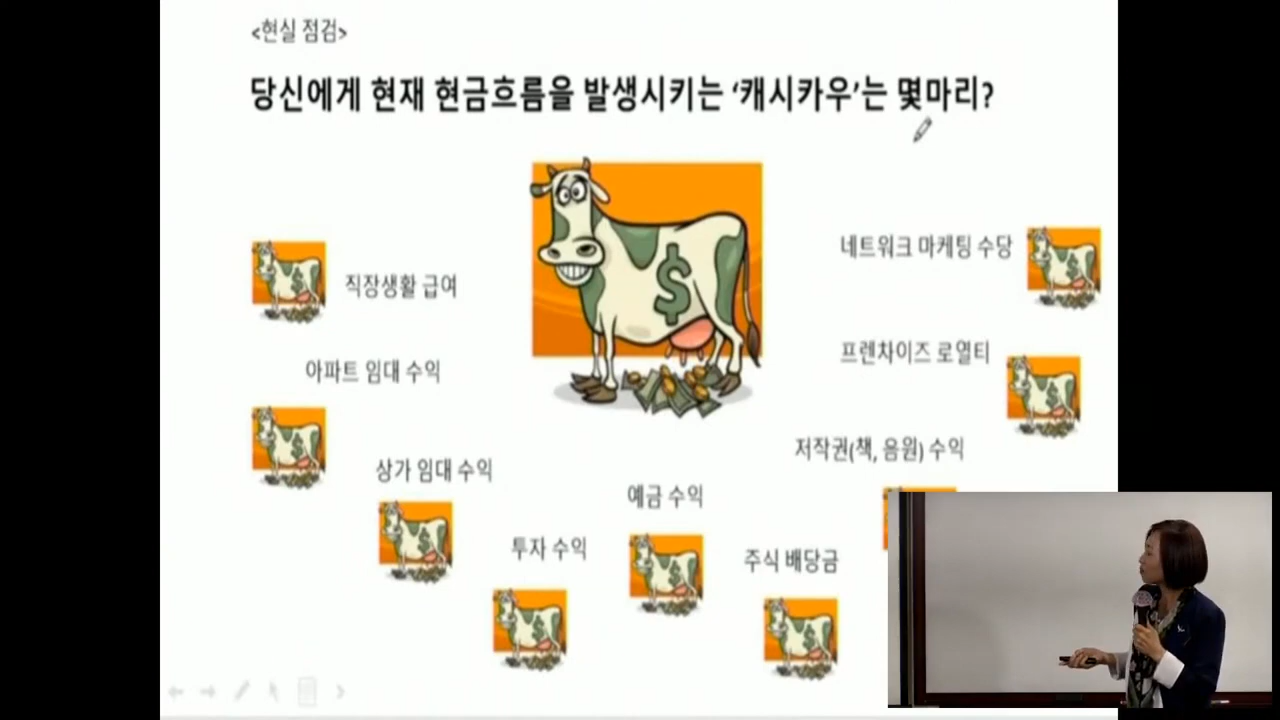 <현실 점검>
당신에게 현재 현금흐름을 발생시키는 ‘캐시카우’는 몇마리?
네트워크 마케팅 수당
직장생활 급여
프렌차이즈 로열티
아파트 임대 수익
저작권(책, 음원) 수익
상가 임대 수익
예금 수익
투자 수익
주식 배당금
$